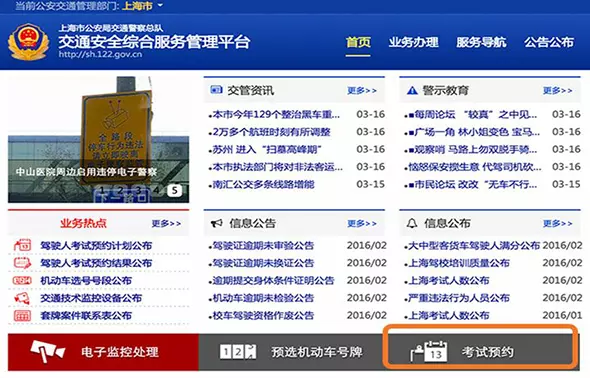 当前公安交通管理部门：上海市
上海市公安局交通警察总队
交通安全综合服务管理平台
http://sh.122.gov.cn
首页 业务办理 服务导航 公告公布
全路段
停车行为违法
建立即驶离
下一路口
中山医院周边启用违停电子警察
1 2 3 4 5
交管资讯 更多>>
本市今年129个整治黑车重... 03-16
2万多个航班时刻有所调整 03-16
苏州 进入“扫墓高峰期” 03-16
本市执法部门将对非法客运... 03-16
南汇公交多条线路增能 03-15
警示教育 更多>>
■每周论坛 “较真”之中见...
■广场一角 林小姐变色 宝马...
■观察哨 马路上勿双脱手骑...
恼怒保安搅生意 代驾司机砍...
■市民论坛 改改“无车不行...
业务热点 更多>>
驾驶人考试预约计划公布
驾驶人考试预约结果公布
机动车选号号段公布
交通技术监控设备公布
套牌案件联系表公布
信息公告 更多>>
驾驶证逾期未审验公告 2016/02
驾驶证逾期未换证公告 2016/02
逾期提交身体条件证明公告 2016/02
机动车逾期未检验公告 2016/02
校车驾驶资格作废公告 2016/02
信息公布 更多>>
大中型客货车驾驶人满分公布 2016/02
上海驾校培训质量公布 2016/02
上海考试人数公布 2016/02
严重违法行为人员公布 2016/02
上海考试人数公布 2016/02
电子监控处理
123 预选机动车号牌
13 考试预约